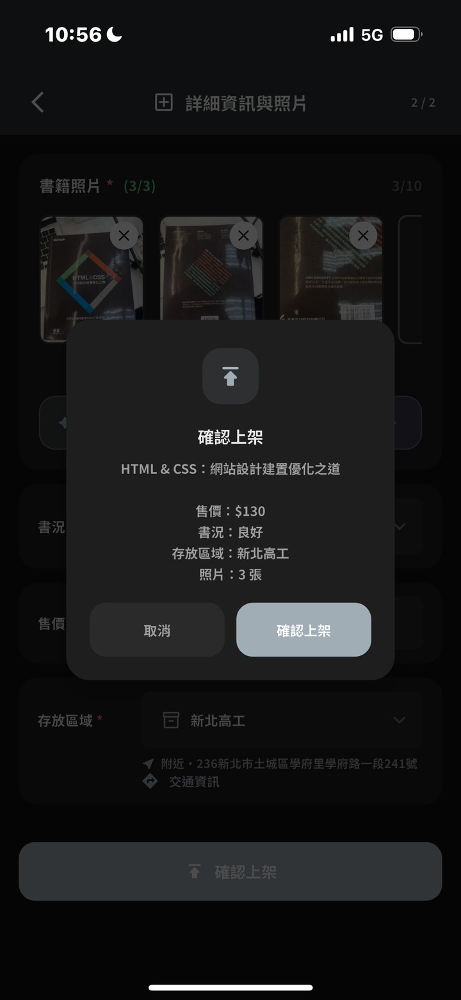 10:56
5G
詳細資訊與照片
2 / 2
書籍照片 * (3/3)
3/10
HTML&CSS
JON DUCKETT
確認上架
HTML & CSS：網站設計建置優化之道
售價：$130
書況：良好
存放區域：新北高工
照片：3 張
取消
確認上架
書況
售價
存放區域 *
新北高工
附近・236新北市土城區學府里學府路一段241號
交通資訊
確認上架